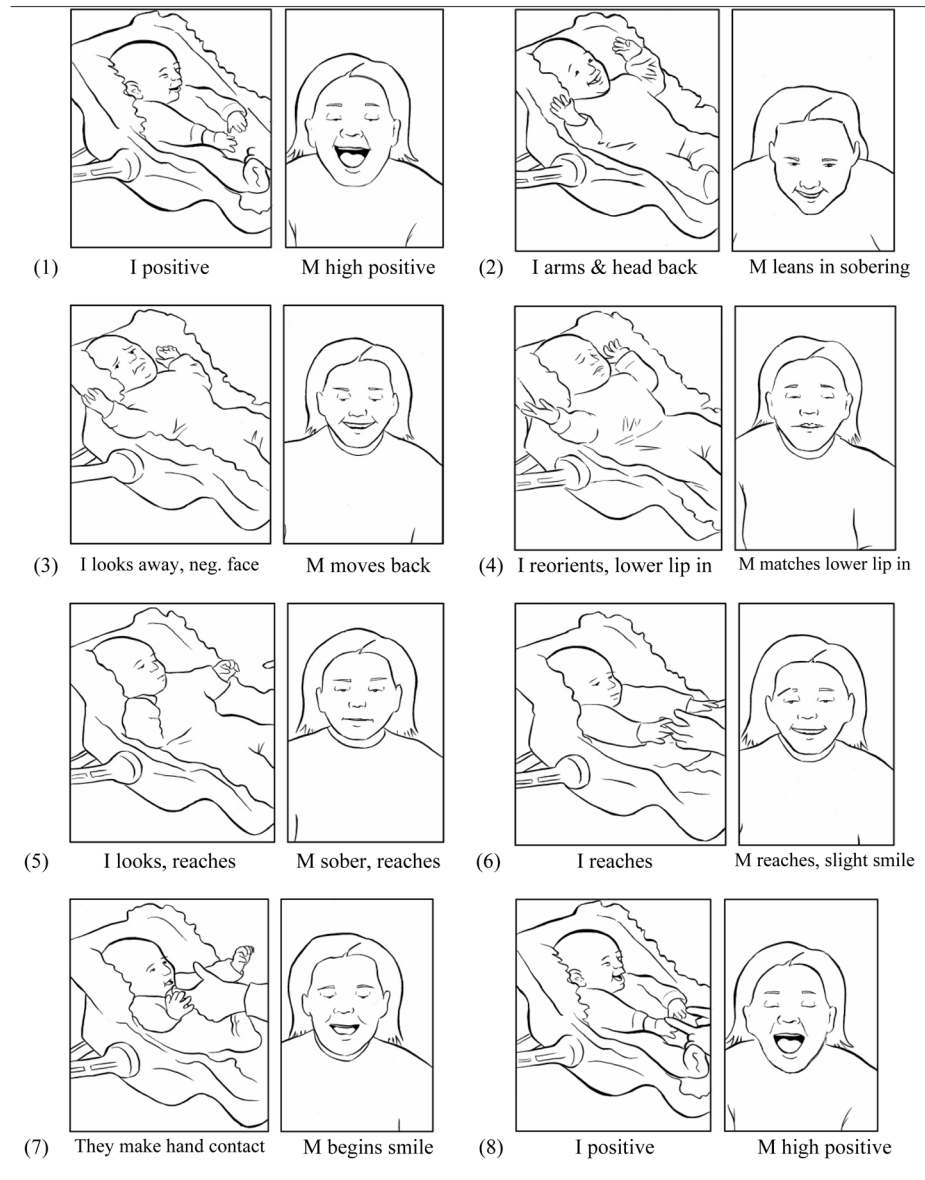 (1) I positive M high positive (2) I arms & head back M leans in sobering
(3) I looks away, neg. face M moves back (4) I reorients, lower lip in M matches lower lip in
(5) I looks, reaches M sober, reaches (6) I reaches M reaches, slight smile
(7) They make hand contact M begins smile (8) I positive M high positive